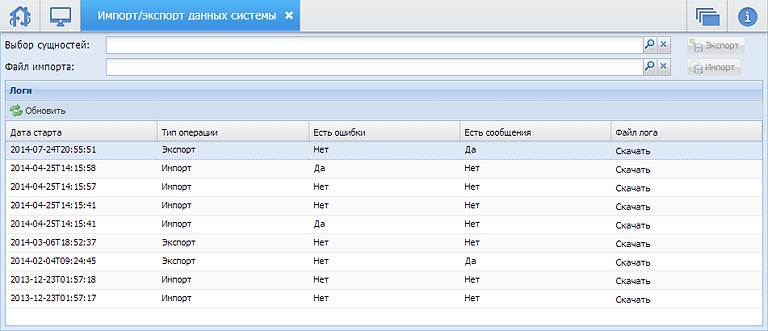 Импорт/экспорт данных системы
Выбор сущностей: Экспорт
Файл импорта: Импорт
Логи
Обновить
Дата старта Тип операции Есть ошибки Есть сообщения Файл лога
2014-07-24T20:55:51 Экспорт Нет Да Скачать
2014-04-25T14:15:58 Импорт Да Нет Скачать
2014-04-25T14:15:57 Импорт Нет Нет Скачать
2014-04-25T14:15:41 Импорт Нет Нет Скачать
2014-04-25T14:15:41 Импорт Да Нет Скачать
2014-03-06T18:52:37 Экспорт Нет Нет Скачать
2014-02-04T09:24:45 Экспорт Нет Да Скачать
2013-12-23T01:57:18 Импорт Нет Нет Скачать
2013-12-23T01:57:17 Импорт Нет Нет Скачать